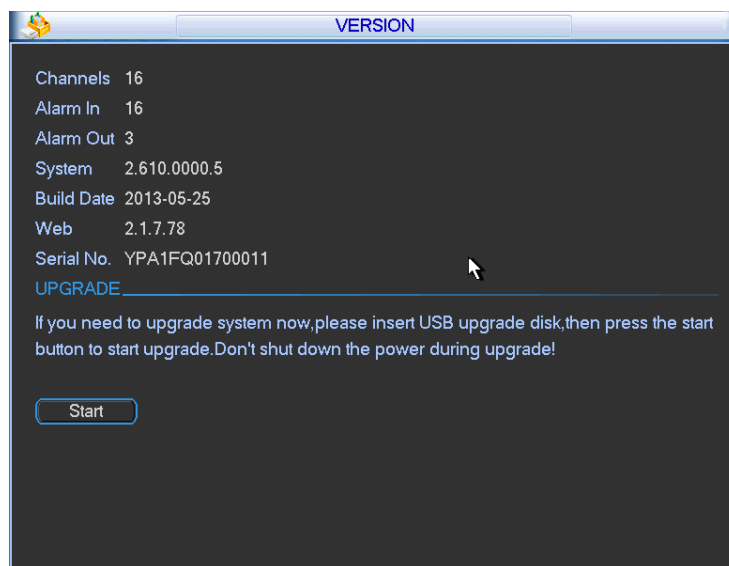 VERSION
Channels 16
Alarm In 16
Alarm Out 3
System 2.610.0000.5
Build Date 2013-05-25
Web 2.1.7.78
Serial No. YPA1FQ01700011
UPGRADE
If you need to upgrade system now,please insert USB upgrade disk,then press the start
button to start upgrade.Don't shut down the power during upgrade!
Start